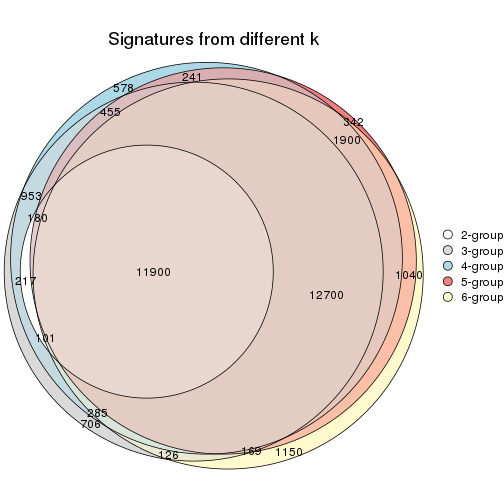 Signatures from different k
241
578
455
342
1900
953
180
217
11900
1040
12700
101
285
706
126
169
1150
2-group
3-group
4-group
5-group
6-group